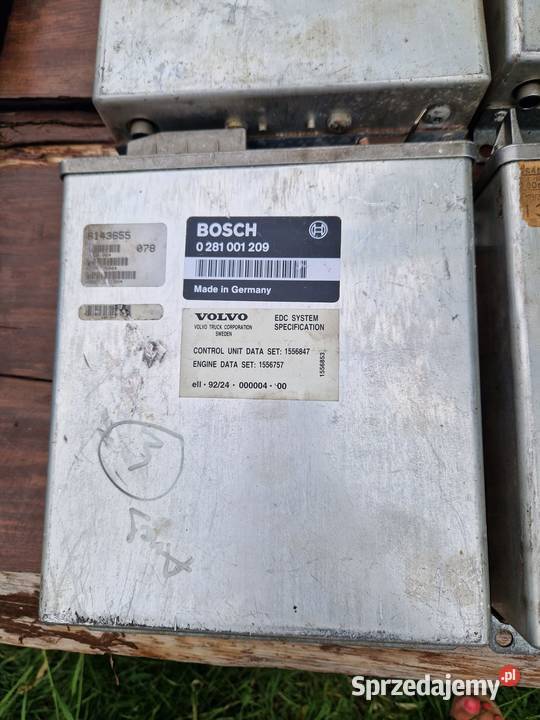 8143655
078
BOSCH
0 281 001 209
Made in Germany
VOLVO
VOLVO TRUCK CORPORATION
SWEDEN
EDC SYSTEM
SPECIFICATION
CONTROL UNIT DATA SET: 1556847
ENGINE DATA SET: 1556757
1556853
ell · 92/24 · 000004 · 00
Sprzedajemy.pl